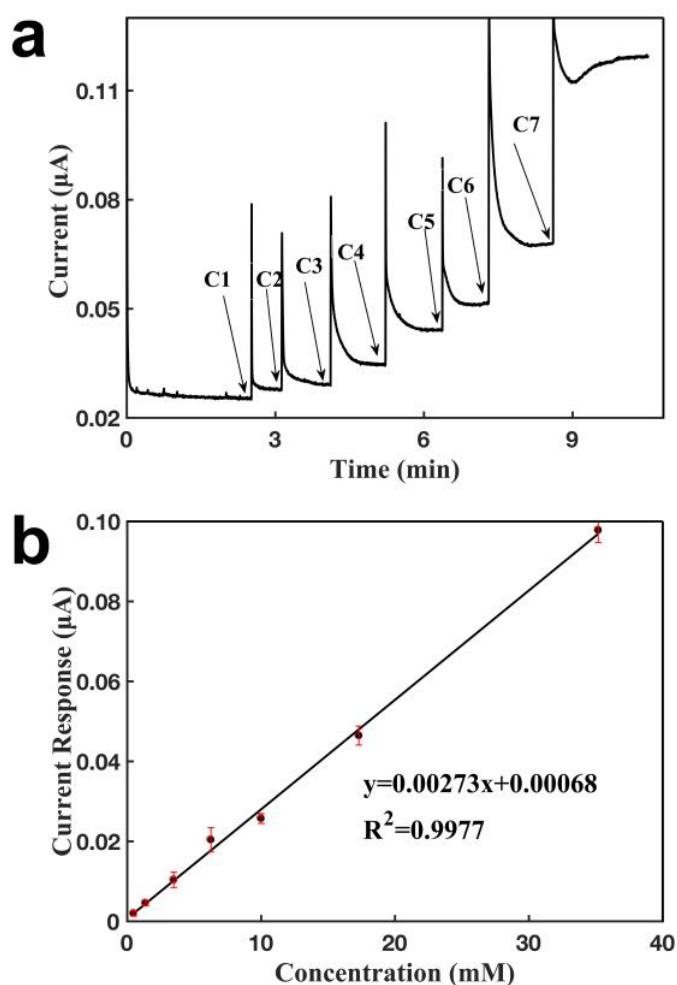 a
Current (μA)
0.11
0.08
0.05
0.02
C1
C2
C3
C4
C5
C6
C7
0
3
6
9
Time (min)
b
Current Response (μA)
0.10
0.08
0.06
0.04
0.02
0
y=0.00273x+0.00068
R²=0.9977
0
10
20
30
40
Concentration (mM)